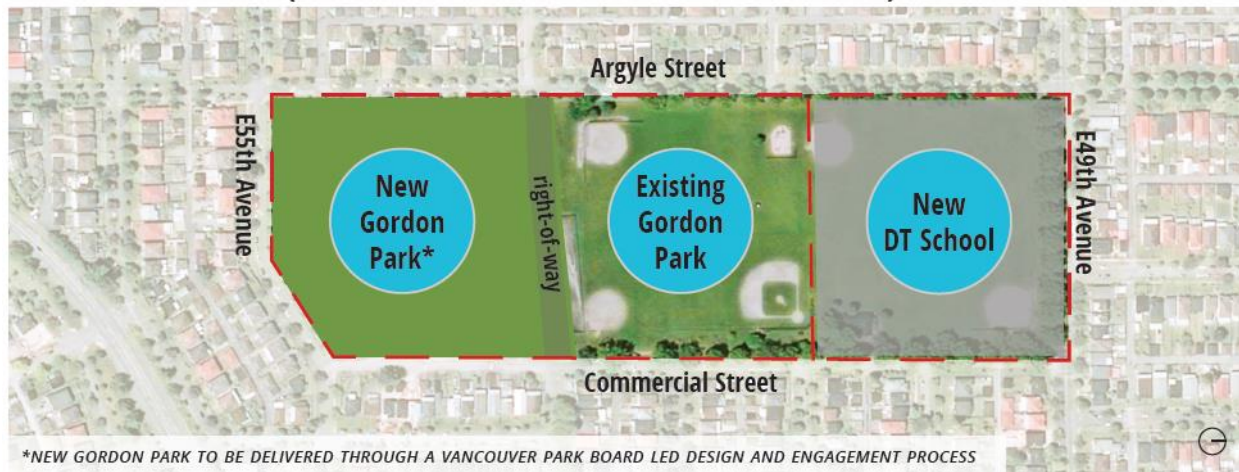 Argyle Street
E55th Avenue
New
Gordon
Park*
right-of-way
Existing
Gordon
Park
New
DT School
E49th Avenue
Commercial Street
*NEW GORDON PARK TO BE DELIVERED THROUGH A VANCOUVER PARK BOARD LED DESIGN AND ENGAGEMENT PROCESS